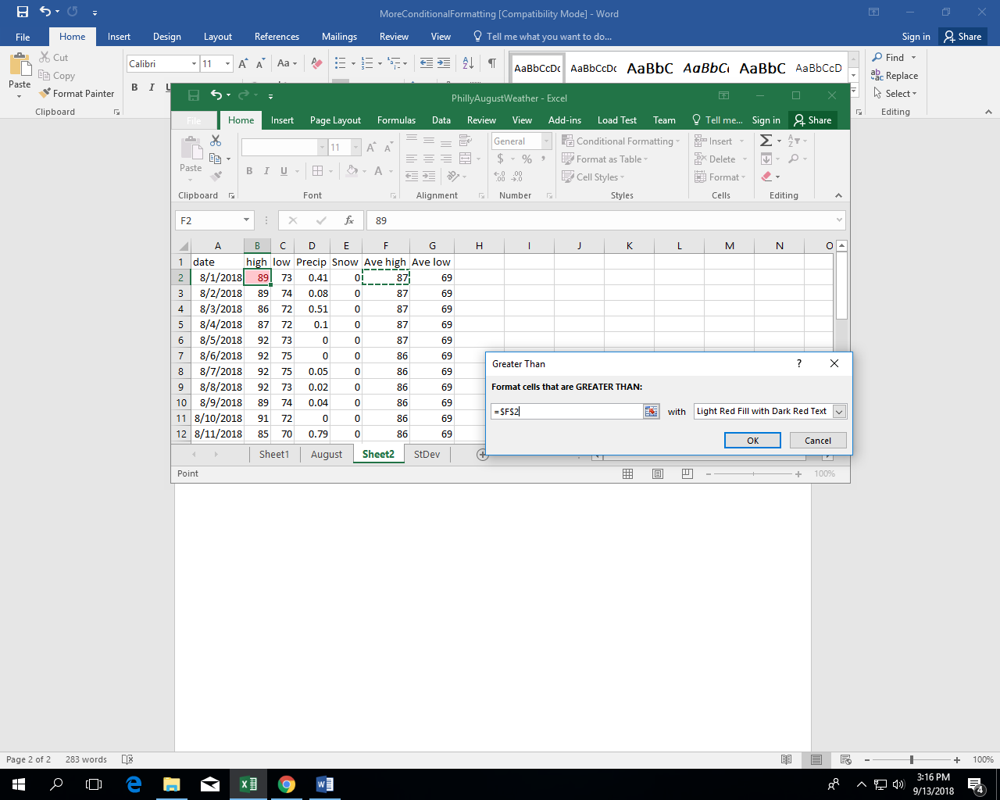 MoreConditionalFormatting [Compatibility Mode] - Word
File Home Insert Design Layout References Mailings Review View Tell me what you want to do... Sign in Share
Paste
Cut
Copy
Format Painter
Clipboard
Calibri 11
B I U
AaBbCcDc AaBbCcDc AaBbC AaBbCc AaBbC AaBbCcD
Find
Replace
Select
Editing
PhillyAugustWeather - Excel
File Home Insert Page Layout Formulas Data Review View Add-ins Load Test Team Tell me... Sign in Share
Paste
11
B I U
General
$ % ,
Conditional Formatting
Format as Table
Cell Styles
Insert
Delete
Format
Clipboard Font Alignment Number Styles Cells Editing
F2 fx 89
A B C D E F G H I J K L M N O
1 date high low Precip Snow Ave high Ave low
2 8/1/2018 89 73 0.41 0 87 69
3 8/2/2018 89 74 0.08 0 87 69
4 8/3/2018 86 72 0.51 0 87 69
5 8/4/2018 87 72 0.1 0 87 69
6 8/5/2018 92 73 0 0 87 69
7 8/6/2018 92 75 0 0 86 69
8 8/7/2018 92 75 0.05 0 86 69
9 8/8/2018 92 73 0.02 0 86 69
10 8/9/2018 89 74 0.04 0 86 69
11 8/10/2018 91 72 0 0 86 69
12 8/11/2018 85 70 0.79 0 86 69
Greater Than ?
Format cells that are GREATER THAN:
=$F$2 with Light Red Fill with Dark Red Text
OK Cancel
Sheet1 August Sheet2 StDev
Point 100%
Page 2 of 2 283 words 100%
3:16 PM
9/13/2018
4